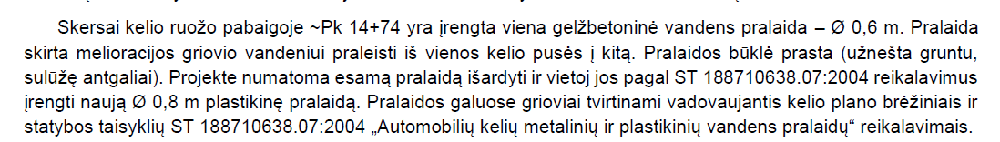 Skersai kelio ruožo pabaigoje ~Pk 14+74 yra įrengta viena gelžbetoninė vandens pralaida – Ø 0,6 m. Pralaida
skirta melioracijos griovio vandeniui praleisti iš vienos kelio pusės į kitą. Pralaidos būklė prasta (užnešta gruntu,
sulūžę antgaliai). Projekte numatoma esamą pralaidą išardyti ir vietoj jos pagal ST 188710638.07:2004 reikalavimus
įrengti naują Ø 0,8 m plastikinę pralaidą. Pralaidos galuose grioviai tvirtinami vadovaujantis kelio plano brėžiniais ir
statybos taisyklių ST 188710638.07:2004 „Automobilių kelių metalinių ir plastikinių vandens pralaidų“ reikalavimais.